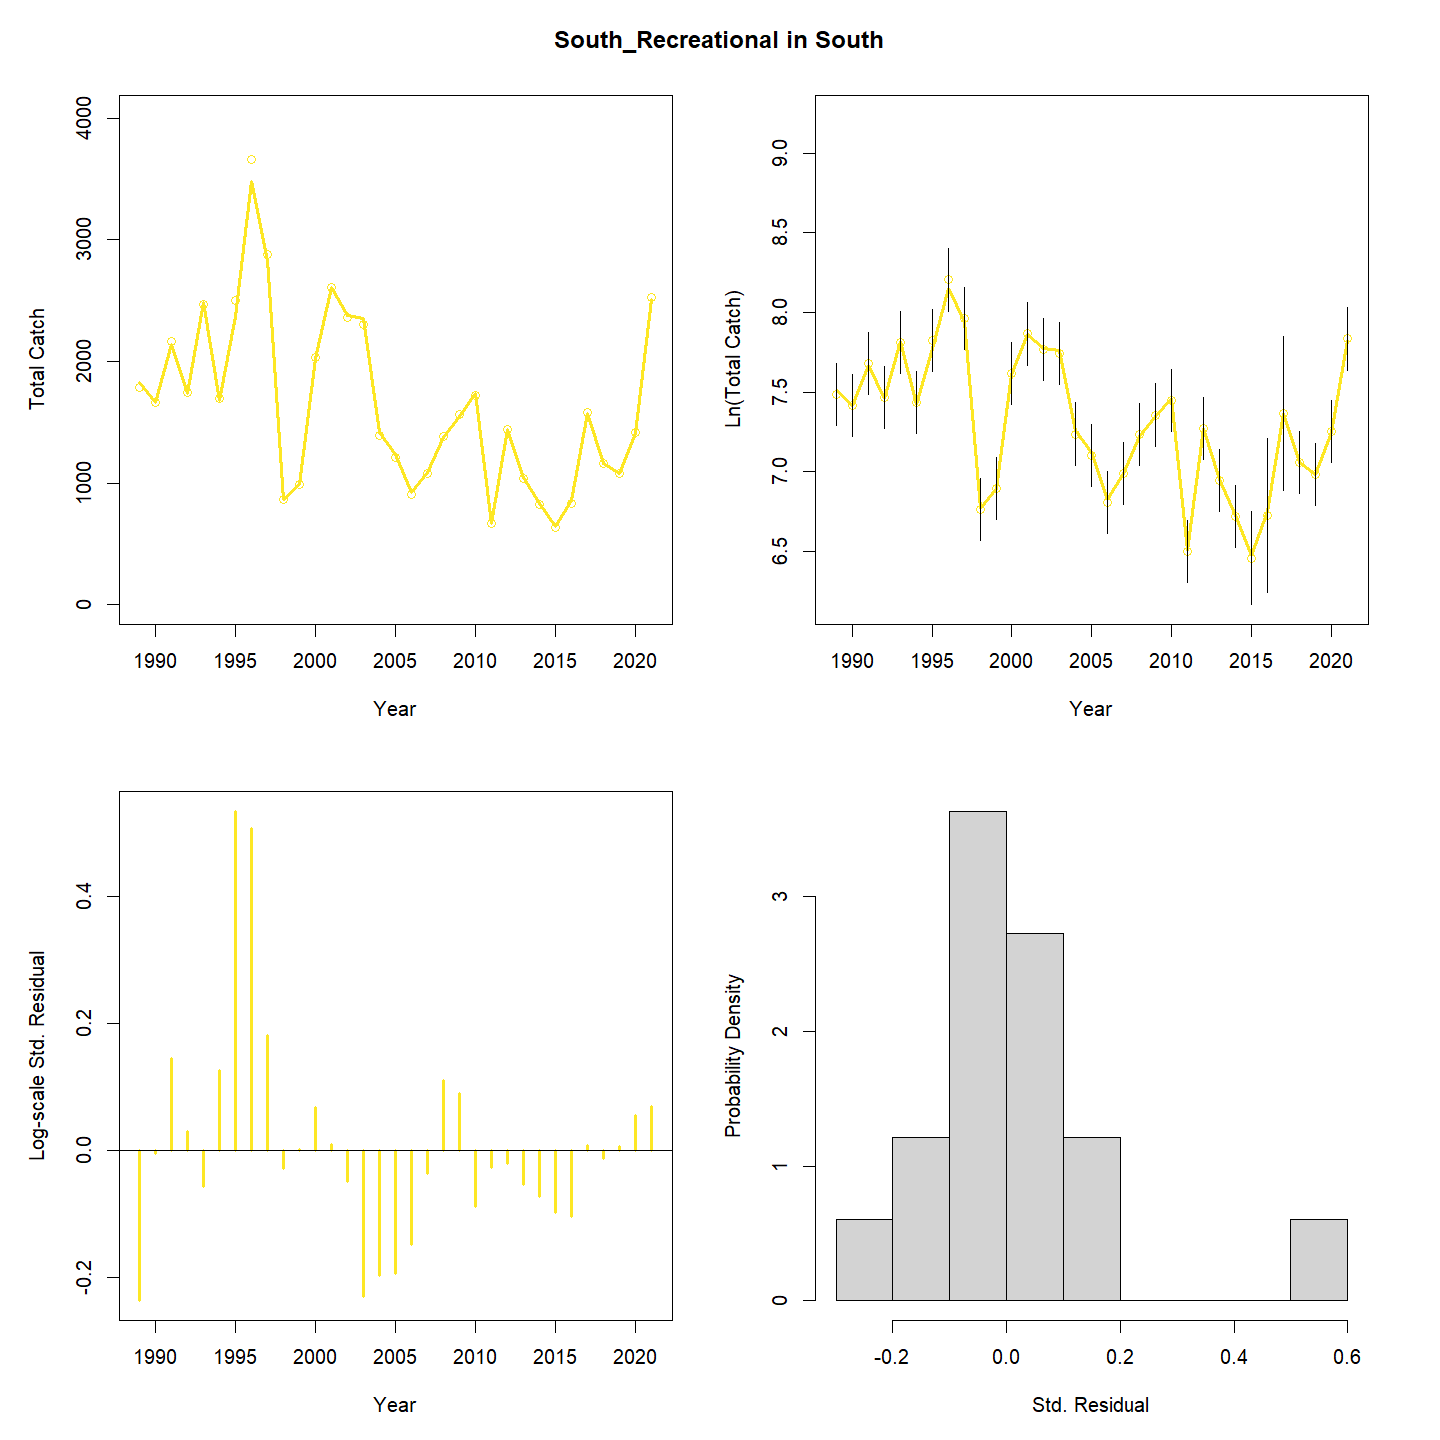 South_Recreational in South
Total Catch
4000
3000
2000
1000
0
1990 1995 2000 2005 2010 2015 2020
Year
Ln(Total Catch)
9.0
8.5
8.0
7.5
7.0
6.5
1990 1995 2000 2005 2010 2015 2020
Year
Log-scale Std. Residual
0.4
0.2
0.0
-0.2
1990 1995 2000 2005 2010 2015 2020
Year
Probability Density
3
2
1
0
-0.2 0.0 0.2 0.4 0.6
Std. Residual